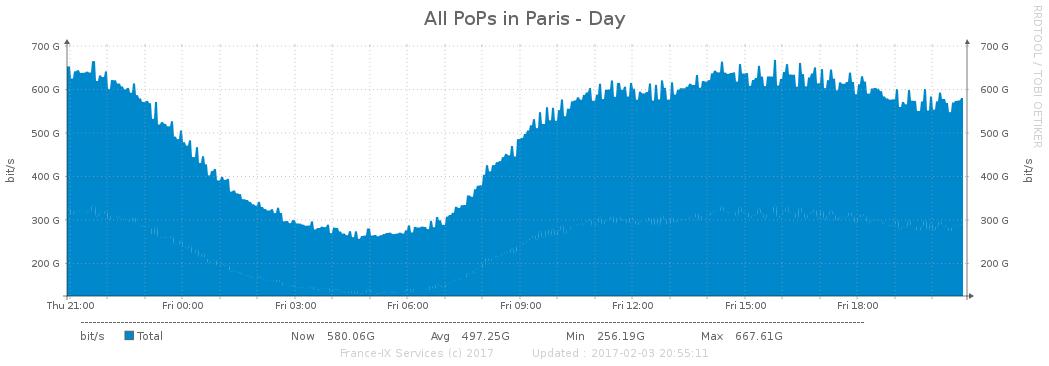 All PoPs in Paris - Day
RRDTOOL / TOBI OETIKER
700 G 700 G
600 G 600 G
500 G 500 G
400 G 400 G
300 G 300 G
200 G 200 G
bit/s
bit/s
Thu 21:00 Fri 00:00 Fri 03:00 Fri 06:00 Fri 09:00 Fri 12:00 Fri 15:00 Fri 18:00
bit/s Total Now 580.06G Avg 497.25G Min 256.19G Max 667.61G
France-IX Services (c) 2017 Updated : 2017-02-03 20:55:11